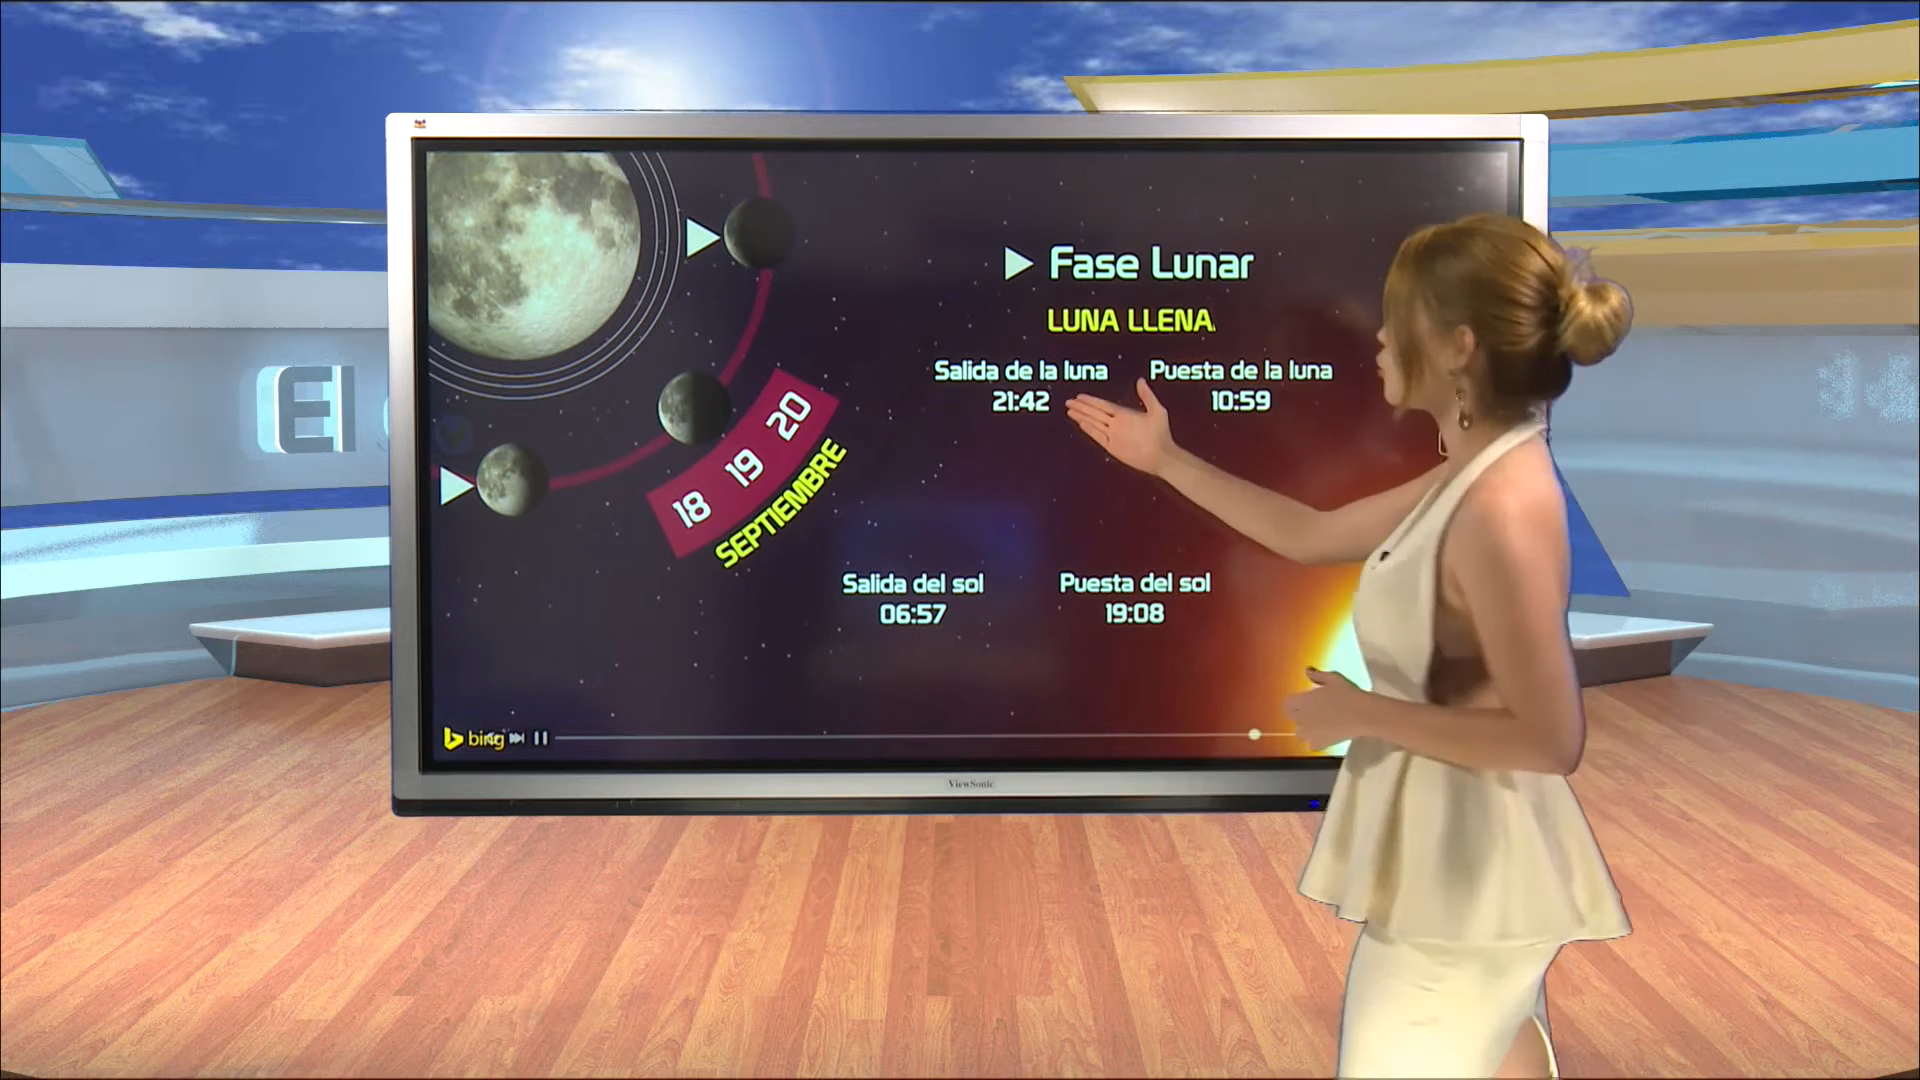 El
Fase Lunar
LUNA LLENA
Salida de la luna
21:42
Puesta de la luna
10:59
18 19 20
SEPTIEMBRE
Salida del sol
06:57
Puesta del sol
19:08
bing
ViewSonic